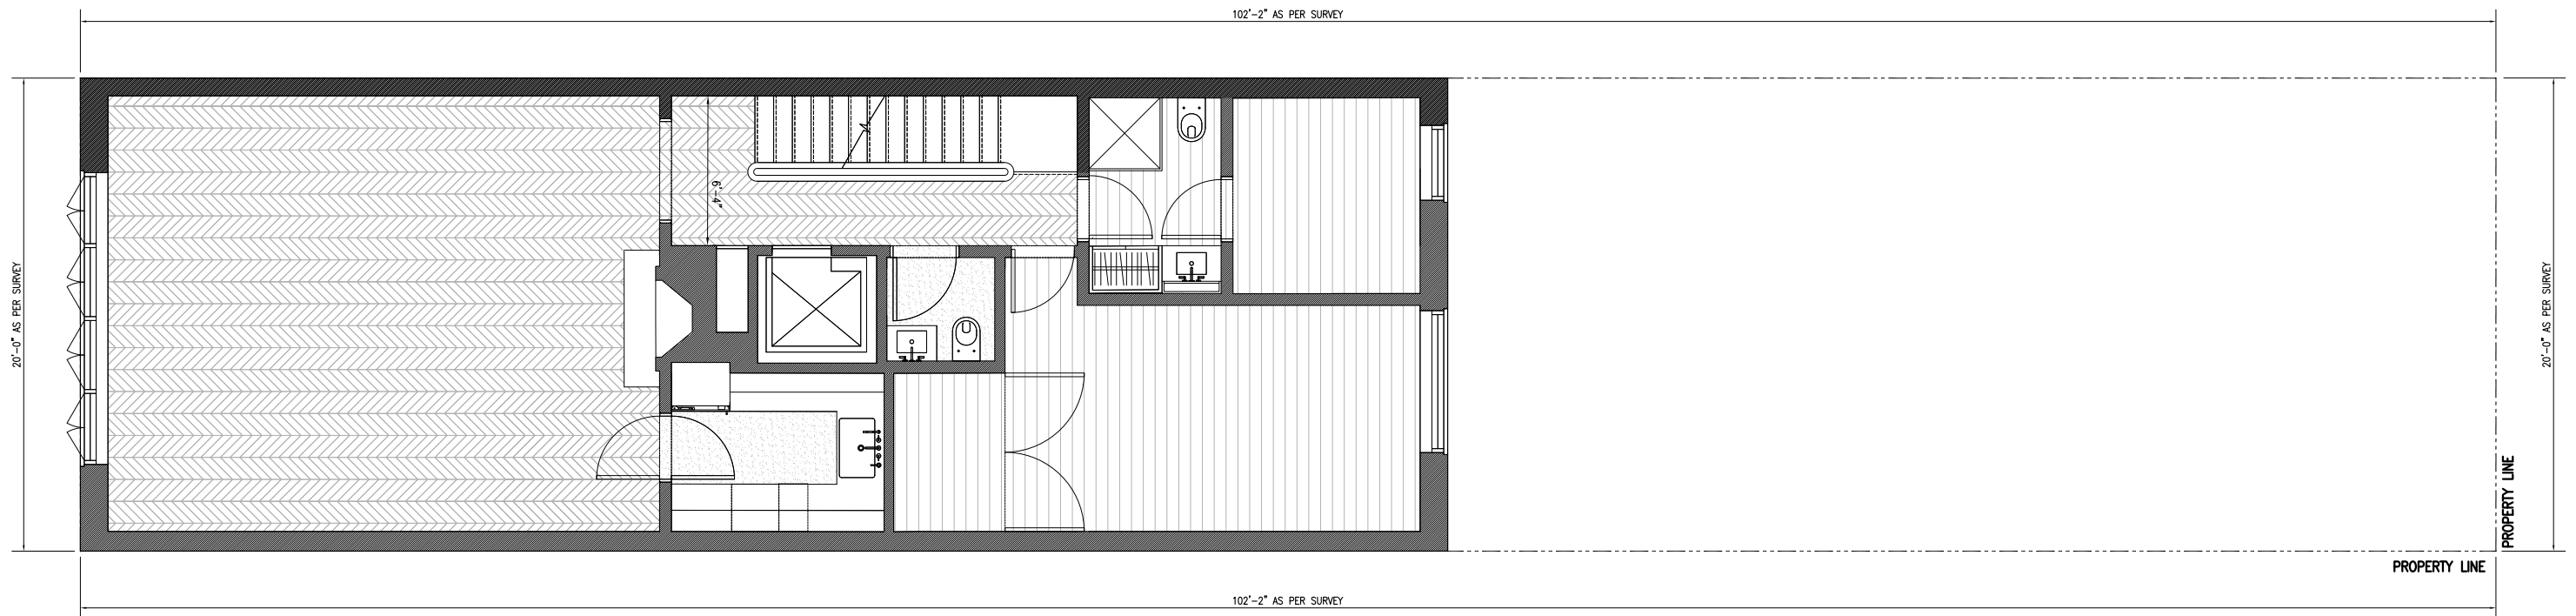 102'-2" AS PER SURVEY
20'-0" AS PER SURVEY
6'-4"
20'-0" AS PER SURVEY
PROPERTY LINE
PROPERTY LINE
102'-2" AS PER SURVEY